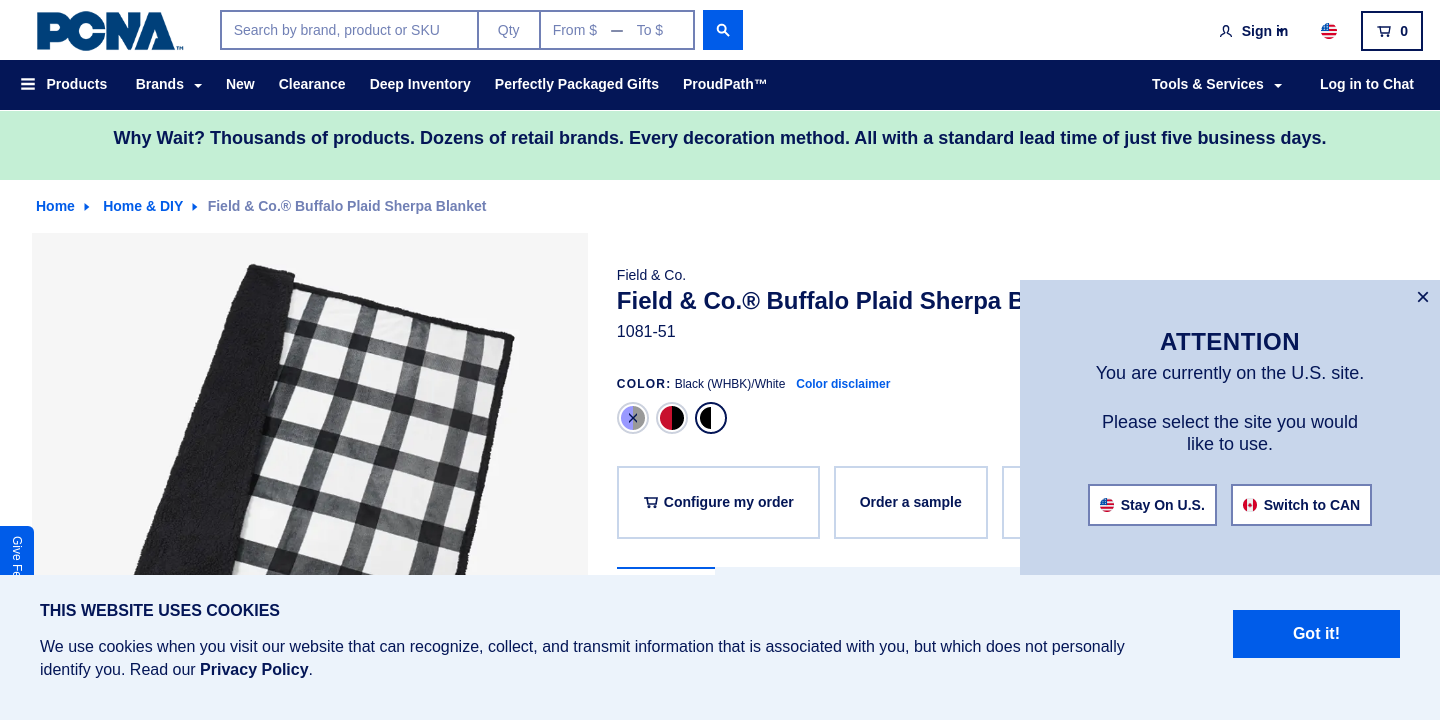 PCNA™
Search by brand, product or SKU
Qty
From $ — To $
Sign in
0
Products
Brands
New
Clearance
Deep Inventory
Perfectly Packaged Gifts
ProudPath™
Tools & Services
Log in to Chat
Why Wait? Thousands of products. Dozens of retail brands. Every decoration method. All with a standard lead time of just five business days.
Home
Home & DIY
Field & Co.® Buffalo Plaid Sherpa Blanket
Field & Co.
Field & Co.® Buffalo Plaid Sherpa
1081-51
COLOR: Black (WHBK)/White Color disclaimer
Configure my order
Order a sample
×
ATTENTION
You are currently on the U.S. site.
Please select the site you would
like to use.
Stay On U.S.
Switch to CAN
Give
THIS WEBSITE USES COOKIES
We use cookies when you visit our website that can recognize, collect, and transmit information that is associated with you, but which does not personally
identify you. Read our Privacy Policy.
Got it!